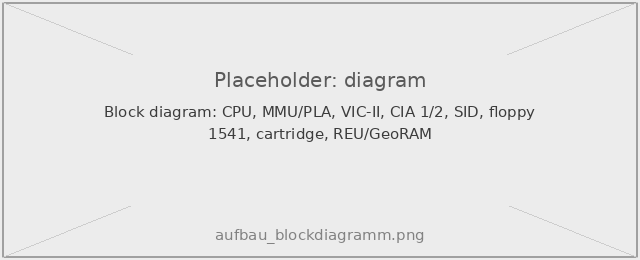 Placeholder: diagram
Block diagram: CPU, MMU/PLA, VIC-II, CIA 1/2, SID, floppy
1541, cartridge, REU/GeoRAM
aufbau_blockdiagramm.png